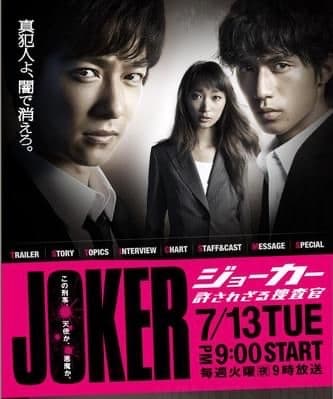 真犯人よ、闇で消えろ。
TRAILER | STORY | TOPICS | INTERVIEW | CHART | STAFF&CAST | MESSAGE | SPECIAL
JOKER
この刑事、天使か、悪魔か。
ジョーカー
許されざる捜査官
7/13 TUE
PM 9:00 START
毎週火曜夜9時放送